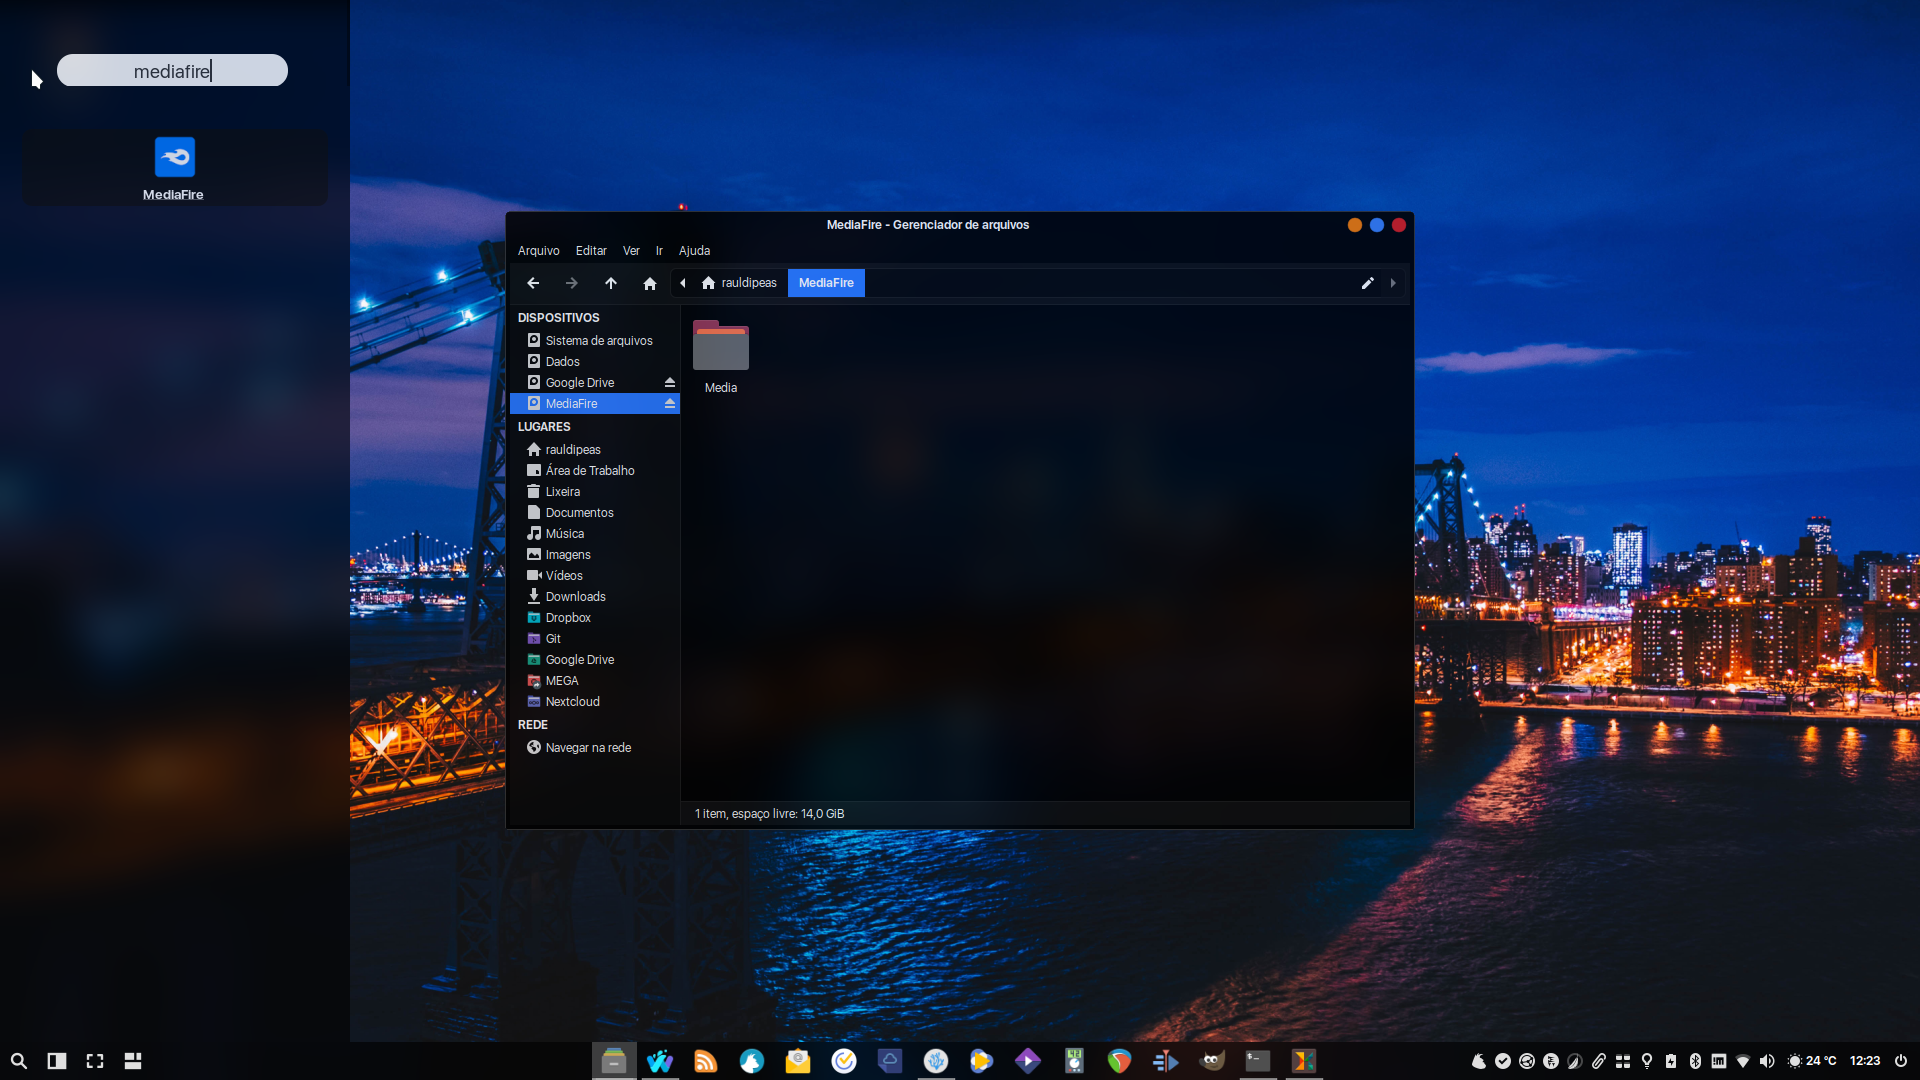 mediafire
MediaFire
MediaFire - Gerenciador de arquivos
Arquivo Editar Ver Ir Ajuda
rauldipeas MediaFire
DISPOSITIVOS
Sistema de arquivos
Dados
Google Drive
MediaFire
LUGARES
rauldipeas
Área de Trabalho
Lixeira
Documentos
Música
Imagens
Vídeos
Downloads
Dropbox
Git
Google Drive
MEGA
Nextcloud
REDE
Navegar na rede
Media
1 item, espaço livre: 14,0 GiB
24 °C 12:23